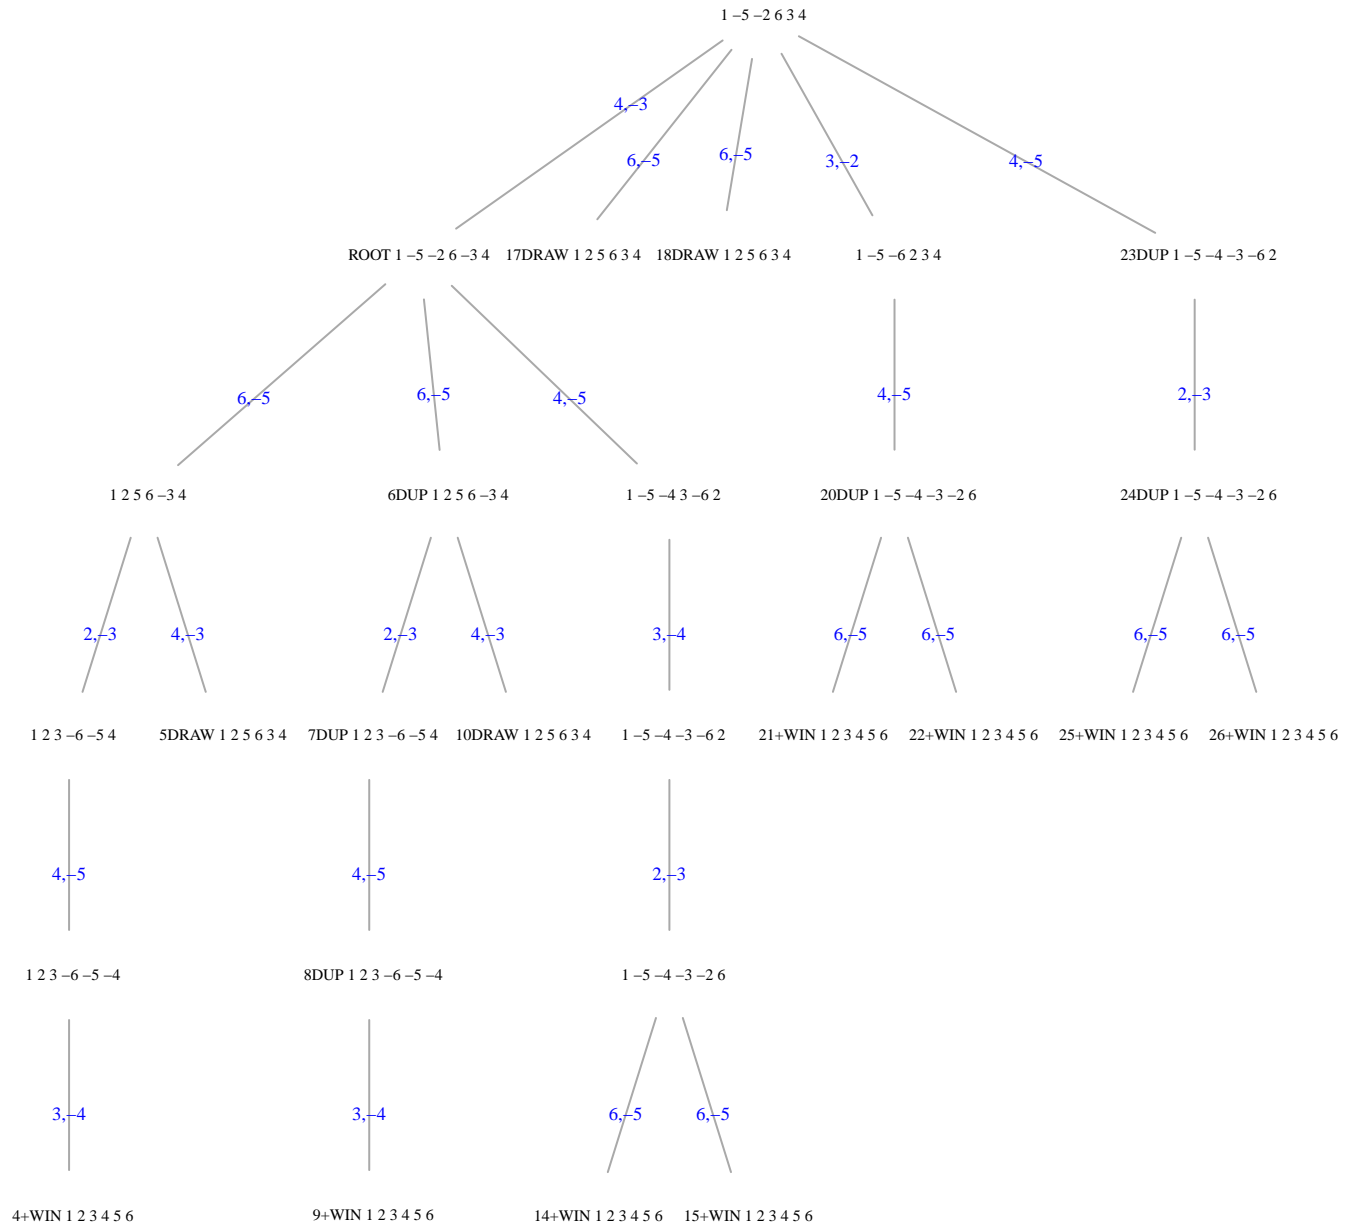 1 −5 −2 6 3 4
4,−3
6,−5
6,−5
3,−2
4,−5
ROOT 1 −5 −2 6 −3 4
17DRAW 1 2 5 6 3 4
18DRAW 1 2 5 6 3 4
1 −5 −6 2 3 4
23DUP 1 −5 −4 −3 −6 2
6,−5
6,−5
4,−5
4,−5
2,−3
1 2 5 6 −3 4
6DUP 1 2 5 6 −3 4
1 −5 −4 3 −6 2
20DUP 1 −5 −4 −3 −2 6
24DUP 1 −5 −4 −3 −2 6
2,−3
4,−3
2,−3
4,−3
3,−4
6,−5
6,−5
6,−5
6,−5
1 2 3 −6 −5 4
5DRAW 1 2 5 6 3 4
7DUP 1 2 3 −6 −5 4
10DRAW 1 2 5 6 3 4
1 −5 −4 −3 −6 2
21+WIN 1 2 3 4 5 6
22+WIN 1 2 3 4 5 6
25+WIN 1 2 3 4 5 6
26+WIN 1 2 3 4 5 6
4,−5
4,−5
2,−3
1 2 3 −6 −5 −4
8DUP 1 2 3 −6 −5 −4
1 −5 −4 −3 −2 6
3,−4
3,−4
6,−5
6,−5
4+WIN 1 2 3 4 5 6
9+WIN 1 2 3 4 5 6
14+WIN 1 2 3 4 5 6
15+WIN 1 2 3 4 5 6